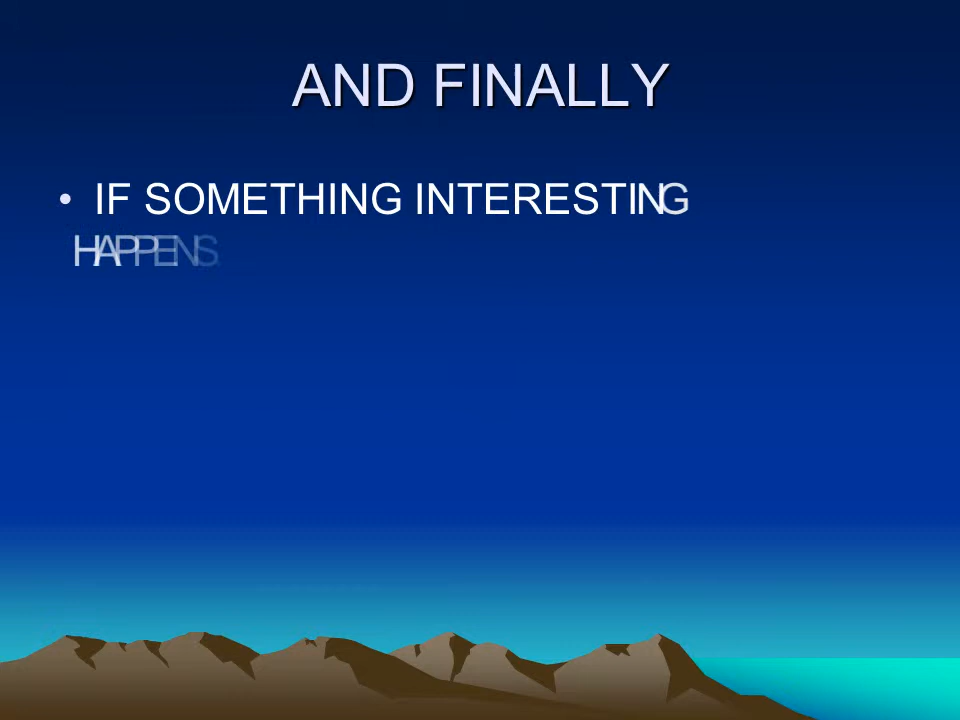 AND FINALLY
• IF SOMETHING INTERESTING
HAPPENS